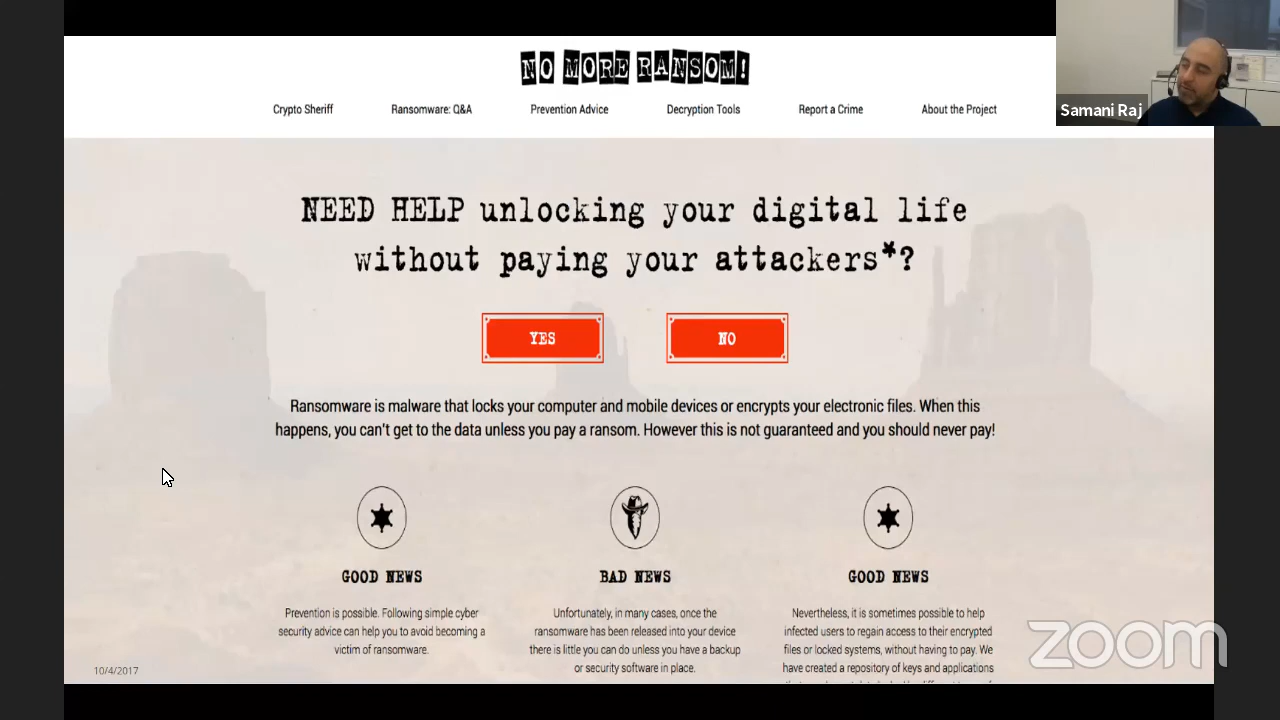 NO MORE RANSOM!
Crypto Sheriff
Ransomware: Q&A
Prevention Advice
Decryption Tools
Report a Crime
About the Project
Samani Raj
NEED HELP unlocking your digital life
without paying your attackers*?
YES
NO
Ransomware is malware that locks your computer and mobile devices or encrypts your electronic files. When this
happens, you can't get to the data unless you pay a ransom. However this is not guaranteed and you should never pay!
GOOD NEWS
Prevention is possible. Following simple cyber
security advice can help you to avoid becoming a
victim of ransomware.
BAD NEWS
Unfortunately, in many cases, once the
ransomware has been released into your device
there is little you can do unless you have a backup
or security software in place.
GOOD NEWS
Nevertheless, it is sometimes possible to help
infected users to regain access to their encrypted
files or locked systems, without having to pay. We
have created a repository of keys and applications
10/4/2017
zoom